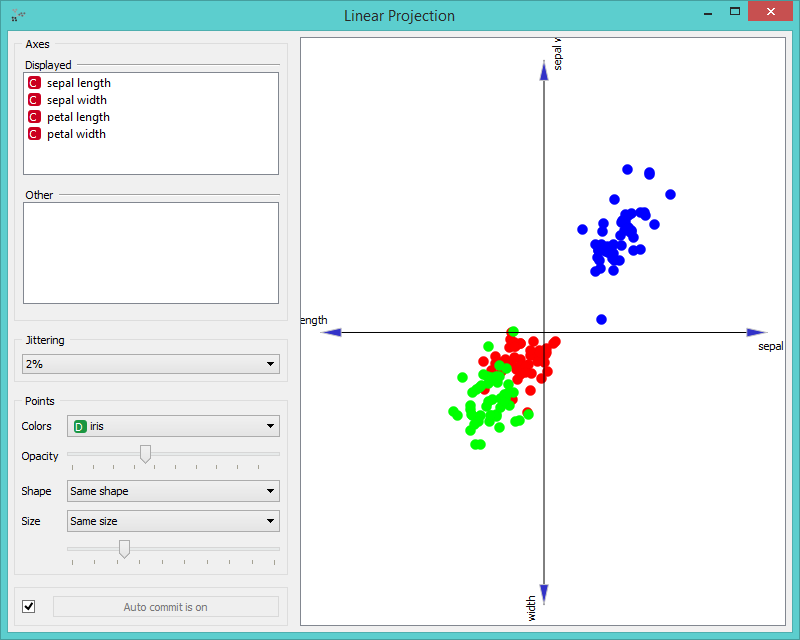 Linear Projection
Axes
Displayed
C sepal length
C sepal width
C petal length
C petal width
Other
Jittering
2%
Points
Colors
D iris
Opacity
Shape
Same shape
Size
Same size
Auto commit is on
sepal w
ength
sepal
width